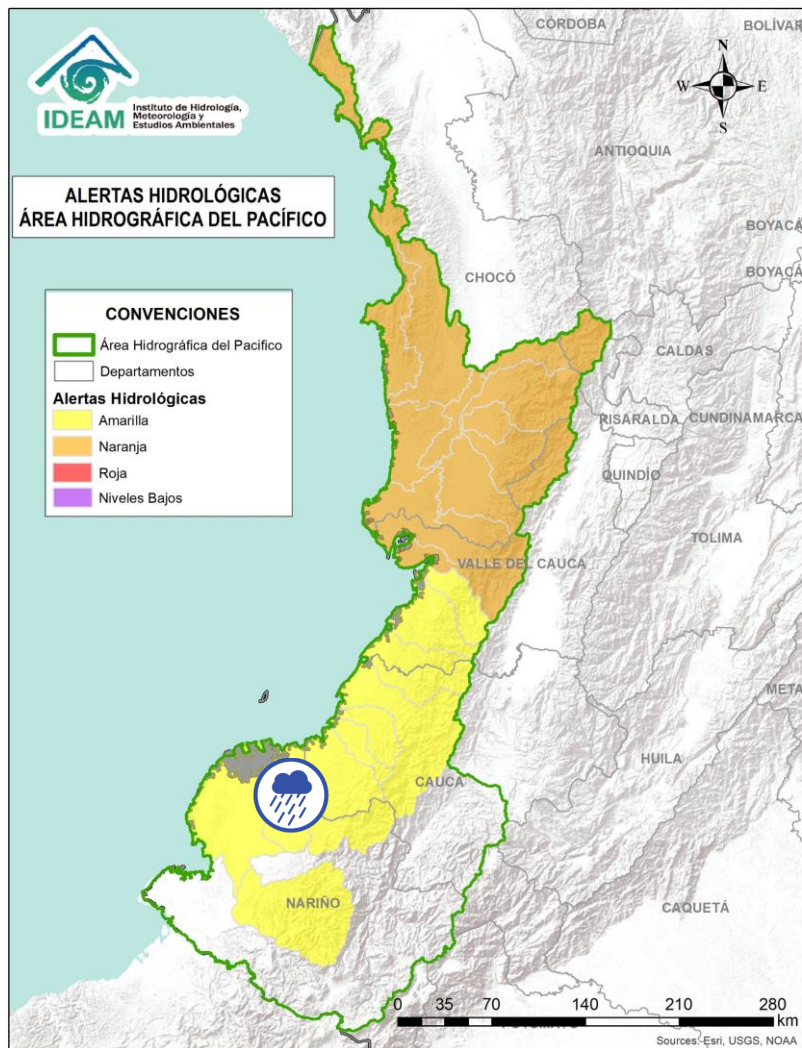 CÓRDOBA
BOLÍVAR
N
W
E
S
IDEAM
Instituto de Hidrología,
Meteorología y
Estudios Ambientales
ANTIOQUIA
ALERTAS HIDROLÓGICAS
ÁREA HIDROGRÁFICA DEL PACÍFICO
BOYACÁ
BOYACÁ
CHOCÓ
CONVENCIONES
Área Hidrográfica del Pacifico
Departamentos
Alertas Hidrológicas
Amarilla
Naranja
Roja
Niveles Bajos
CALDAS
RISARALDA
CUNDINAMARCA
QUINDÍO
TOLIMA
VALLE DEL CAUCA
META
HUILA
CAUCA
NARIÑO
CAQUETÁ
0 35 70 140 210 280
km
Sources: Esri, USGS, NOAA